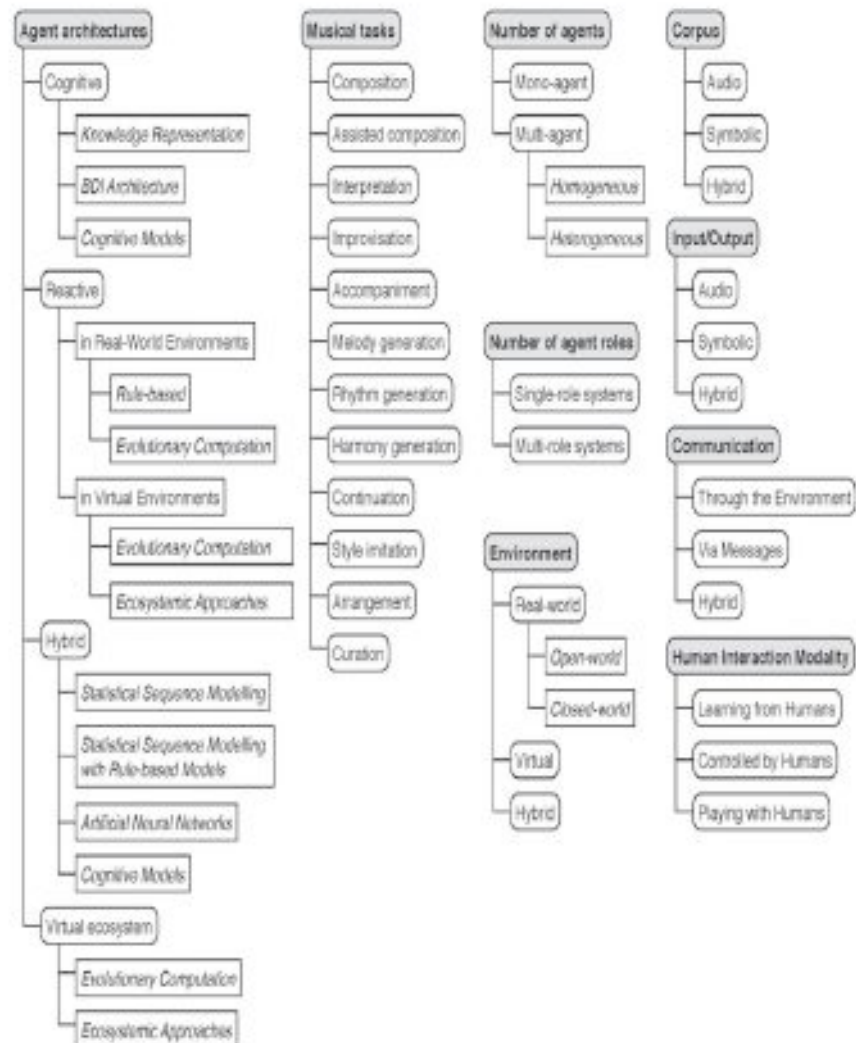 Agent architectures
Cognitive
Knowledge Representation
BDI Architecture
Cognitive Models
Reactive
in Real-World Environments
Rule-based
Evolutionary Computation
in Virtual Environments
Evolutionary Computation
Ecosystemic Approaches
Hybrid
Statistical Sequence Modelling
Statistical Sequence Modelling
with Rule-based Models
Artificial Neural Networks
Cognitive Models
Virtual ecosystem
Evolutionary Computation
Ecosystemic Approaches
Musical tasks
Composition
Assisted composition
Interpretation
Improvisation
Accompaniment
Melody generation
Rhythm generation
Harmony generation
Continuation
Style imitation
Arrangement
Curation
Number of agents
Mono-agent
Multi-agent
Homogeneous
Heterogeneous
Number of agent roles
Single-role systems
Multi-role systems
Environment
Real-world
Open-world
Closed-world
Virtual
Hybrid
Corpus
Audio
Symbolic
Hybrid
Input/Output
Audio
Symbolic
Hybrid
Communication
Through the Environment
Via Messages
Hybrid
Human Interaction Modality
Learning from Humans
Controlled by Humans
Playing with Humans